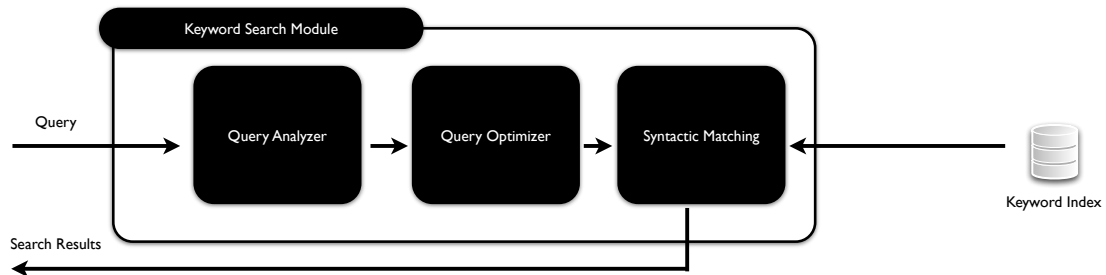 Keyword Search Module
Query
Query Analyzer
Query Optimizer
Syntactic Matching
Keyword Index
Search Results